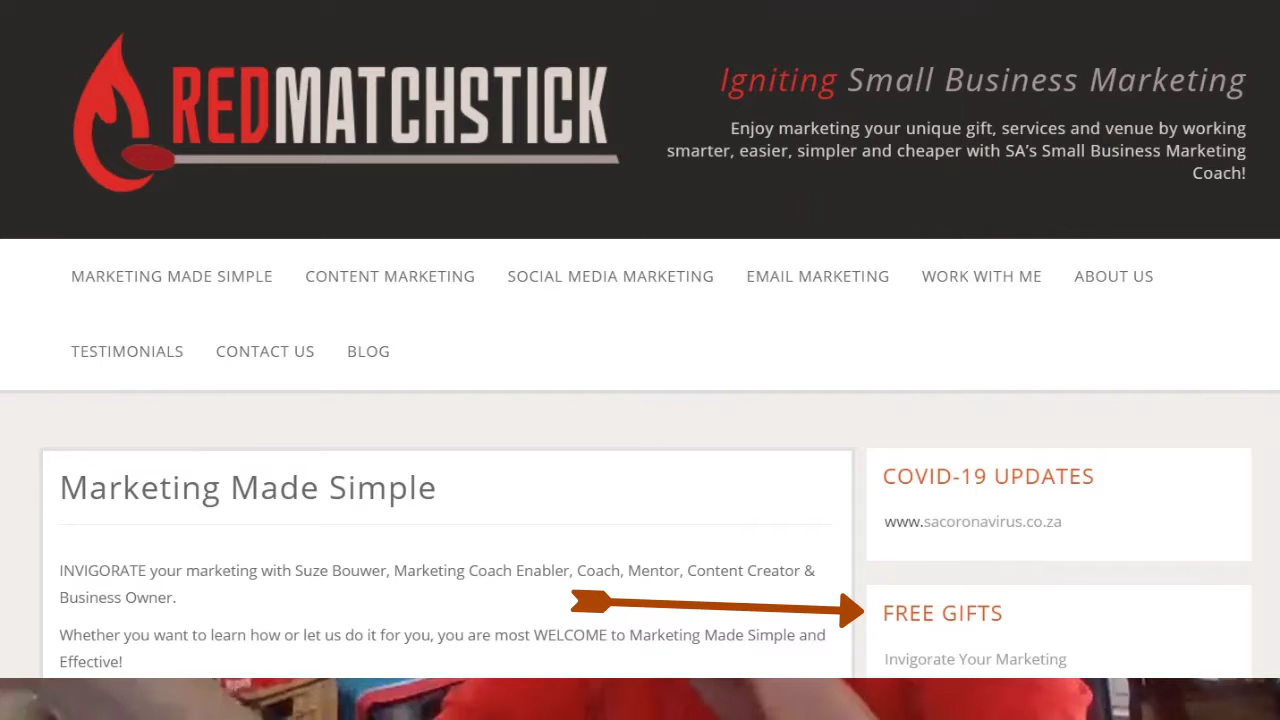 REDMATCHSTICK
Igniting Small Business Marketing
Enjoy marketing your unique gift, services and venue by working
smarter, easier, simpler and cheaper with SA's Small Business Marketing
Coach!
MARKETING MADE SIMPLE CONTENT MARKETING SOCIAL MEDIA MARKETING EMAIL MARKETING WORK WITH ME ABOUT US
TESTIMONIALS CONTACT US BLOG
Marketing Made Simple
INVIGORATE your marketing with Suze Bouwer, Marketing Coach Enabler, Coach, Mentor, Content Creator &
Business Owner.
Whether you want to learn how or let us do it for you, you are most WELCOME to Marketing Made Simple and
Effective!
COVID-19 UPDATES
www.sacoronavirus.co.za
FREE GIFTS
Invigorate Your Marketing